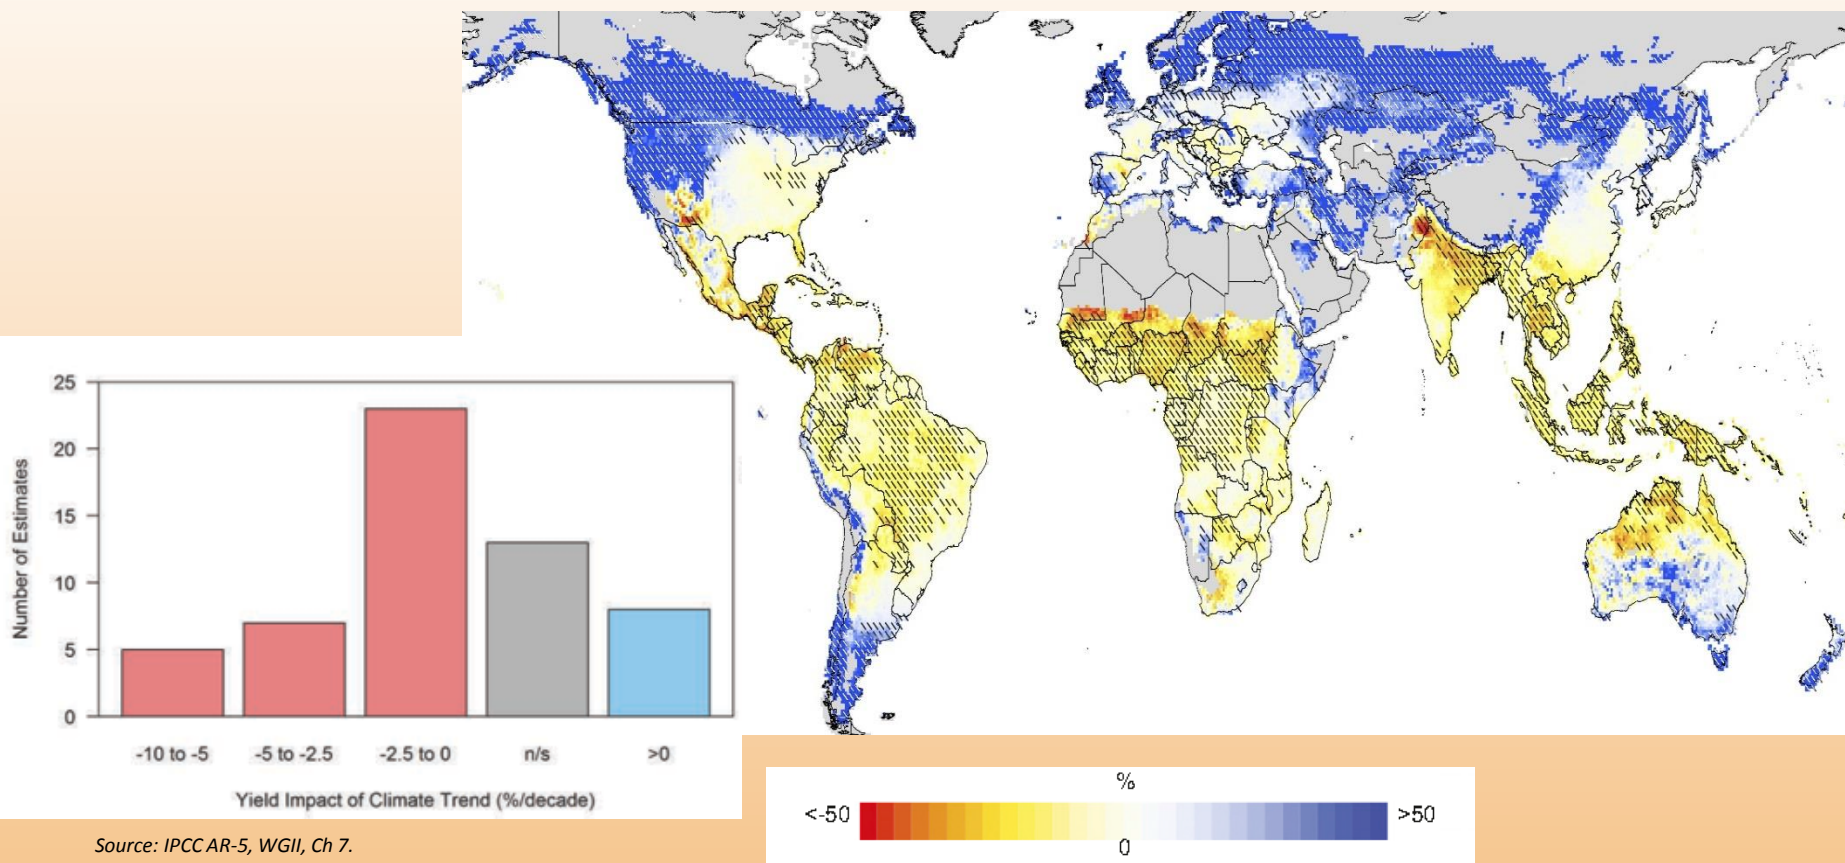 25
20
15
10
5
0
Number of Estimates
-10 to -5 -5 to -2.5 -2.5 to 0 n/s >0
Yield Impact of Climate Trend (%/decade)
Source: IPCC AR-5, WGII, Ch 7.
%
<-50 >50
0